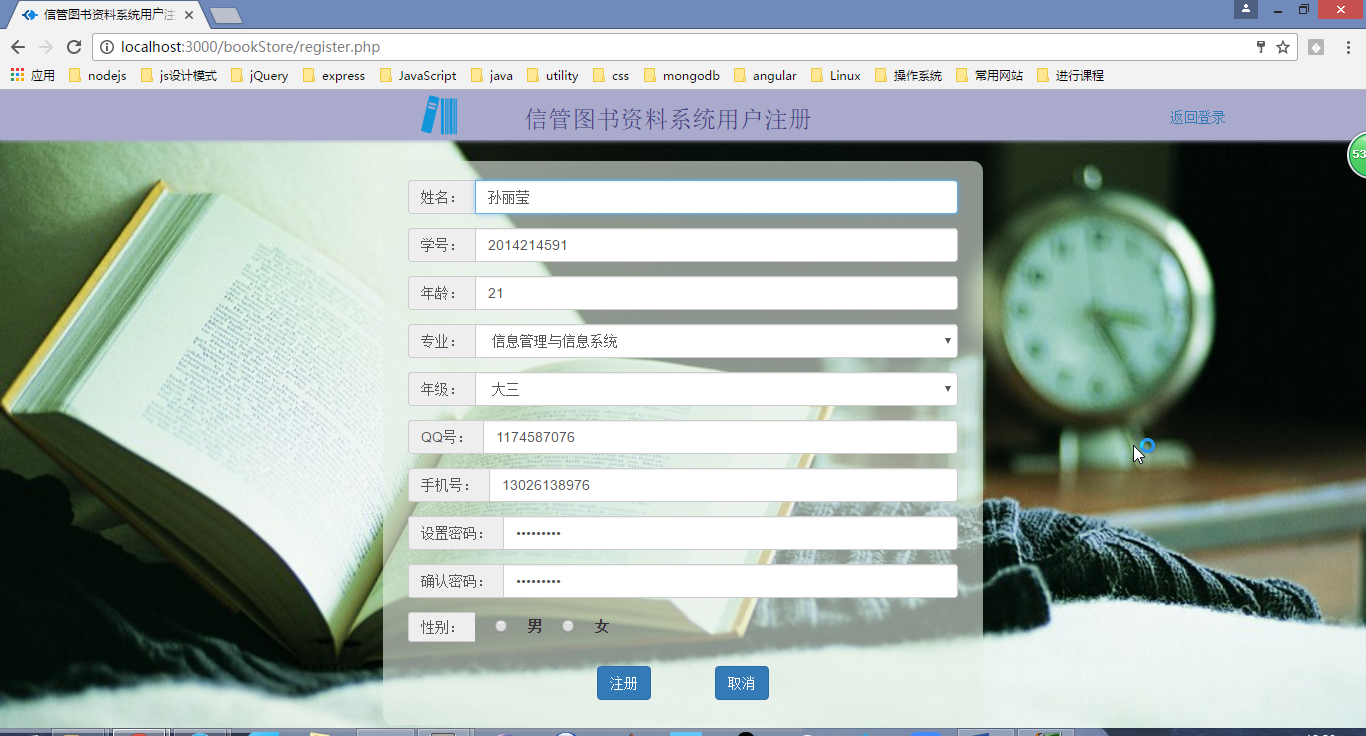 信管图书资料系统用户注
localhost:3000/bookStore/register.php
应用 nodejs js设计模式 jQuery express JavaScript java utility css mongodb angular Linux 操作系统 常用网站 进行课程
信管图书资料系统用户注册 返回登录
53
姓名： 孙丽莹
学号： 2014214591
年龄： 21
专业： 信息管理与信息系统
年级： 大三
QQ号： 1174587076
手机号： 13026138976
设置密码： •••••••••
确认密码： •••••••••
性别： 男 女
注册 取消